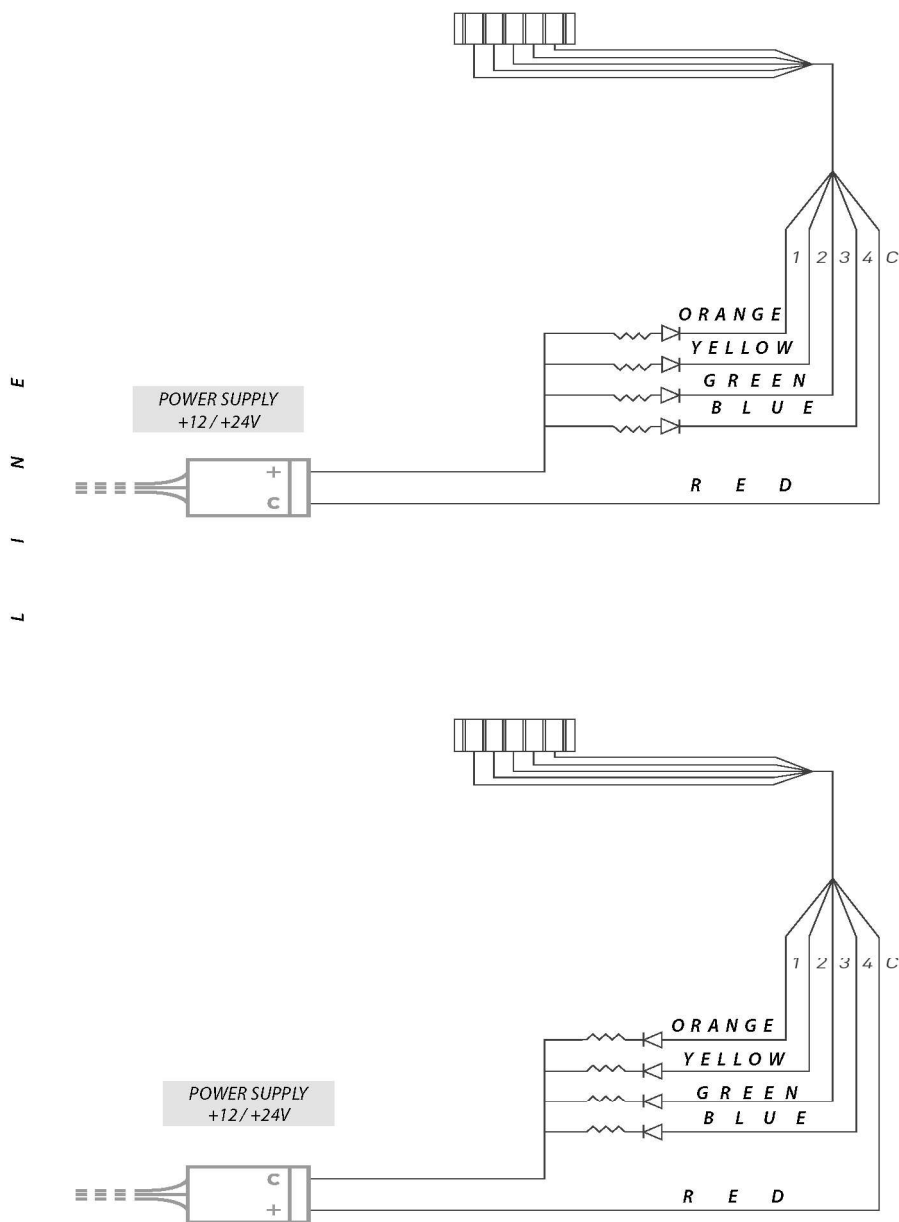 1 2 3 4 C
ORANGE
YELLOW
GREEN
BLUE
POWER SUPPLY
+12 / +24V
+
C
RED
LINE
1 2 3 4 C
ORANGE
YELLOW
GREEN
BLUE
POWER SUPPLY
+12 / +24V
C
+
RED